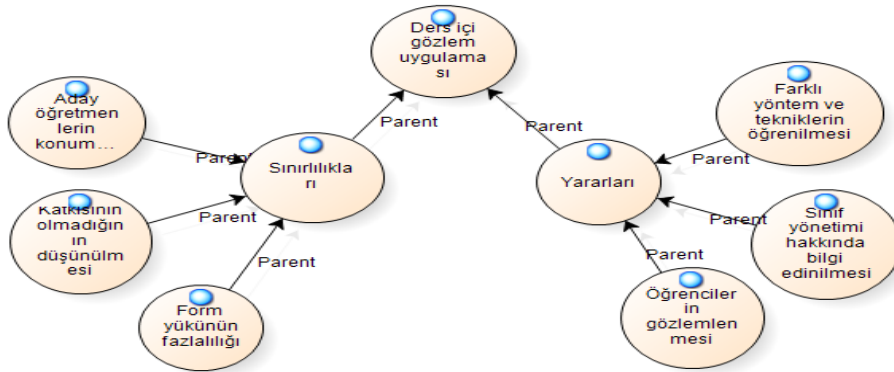 Ders içi
gözlem
uygulama
sı
Aday
öğretmen
lerin
konum...
Parent
Sınırlılıkla
rı
Parent
Yararları
Parent
Farklı
yöntem ve
tekniklerin
öğrenilmesi
Parent
Katkısının
olmadığın
ın
düşünülm
esi
Parent
Sınıf
yönetimi
hakkında
bilgi
edinilmesi
Parent
Form
yükünün
fazlalılığı
Parent
Öğrenciler
in
gözlemlen
mesi
Parent